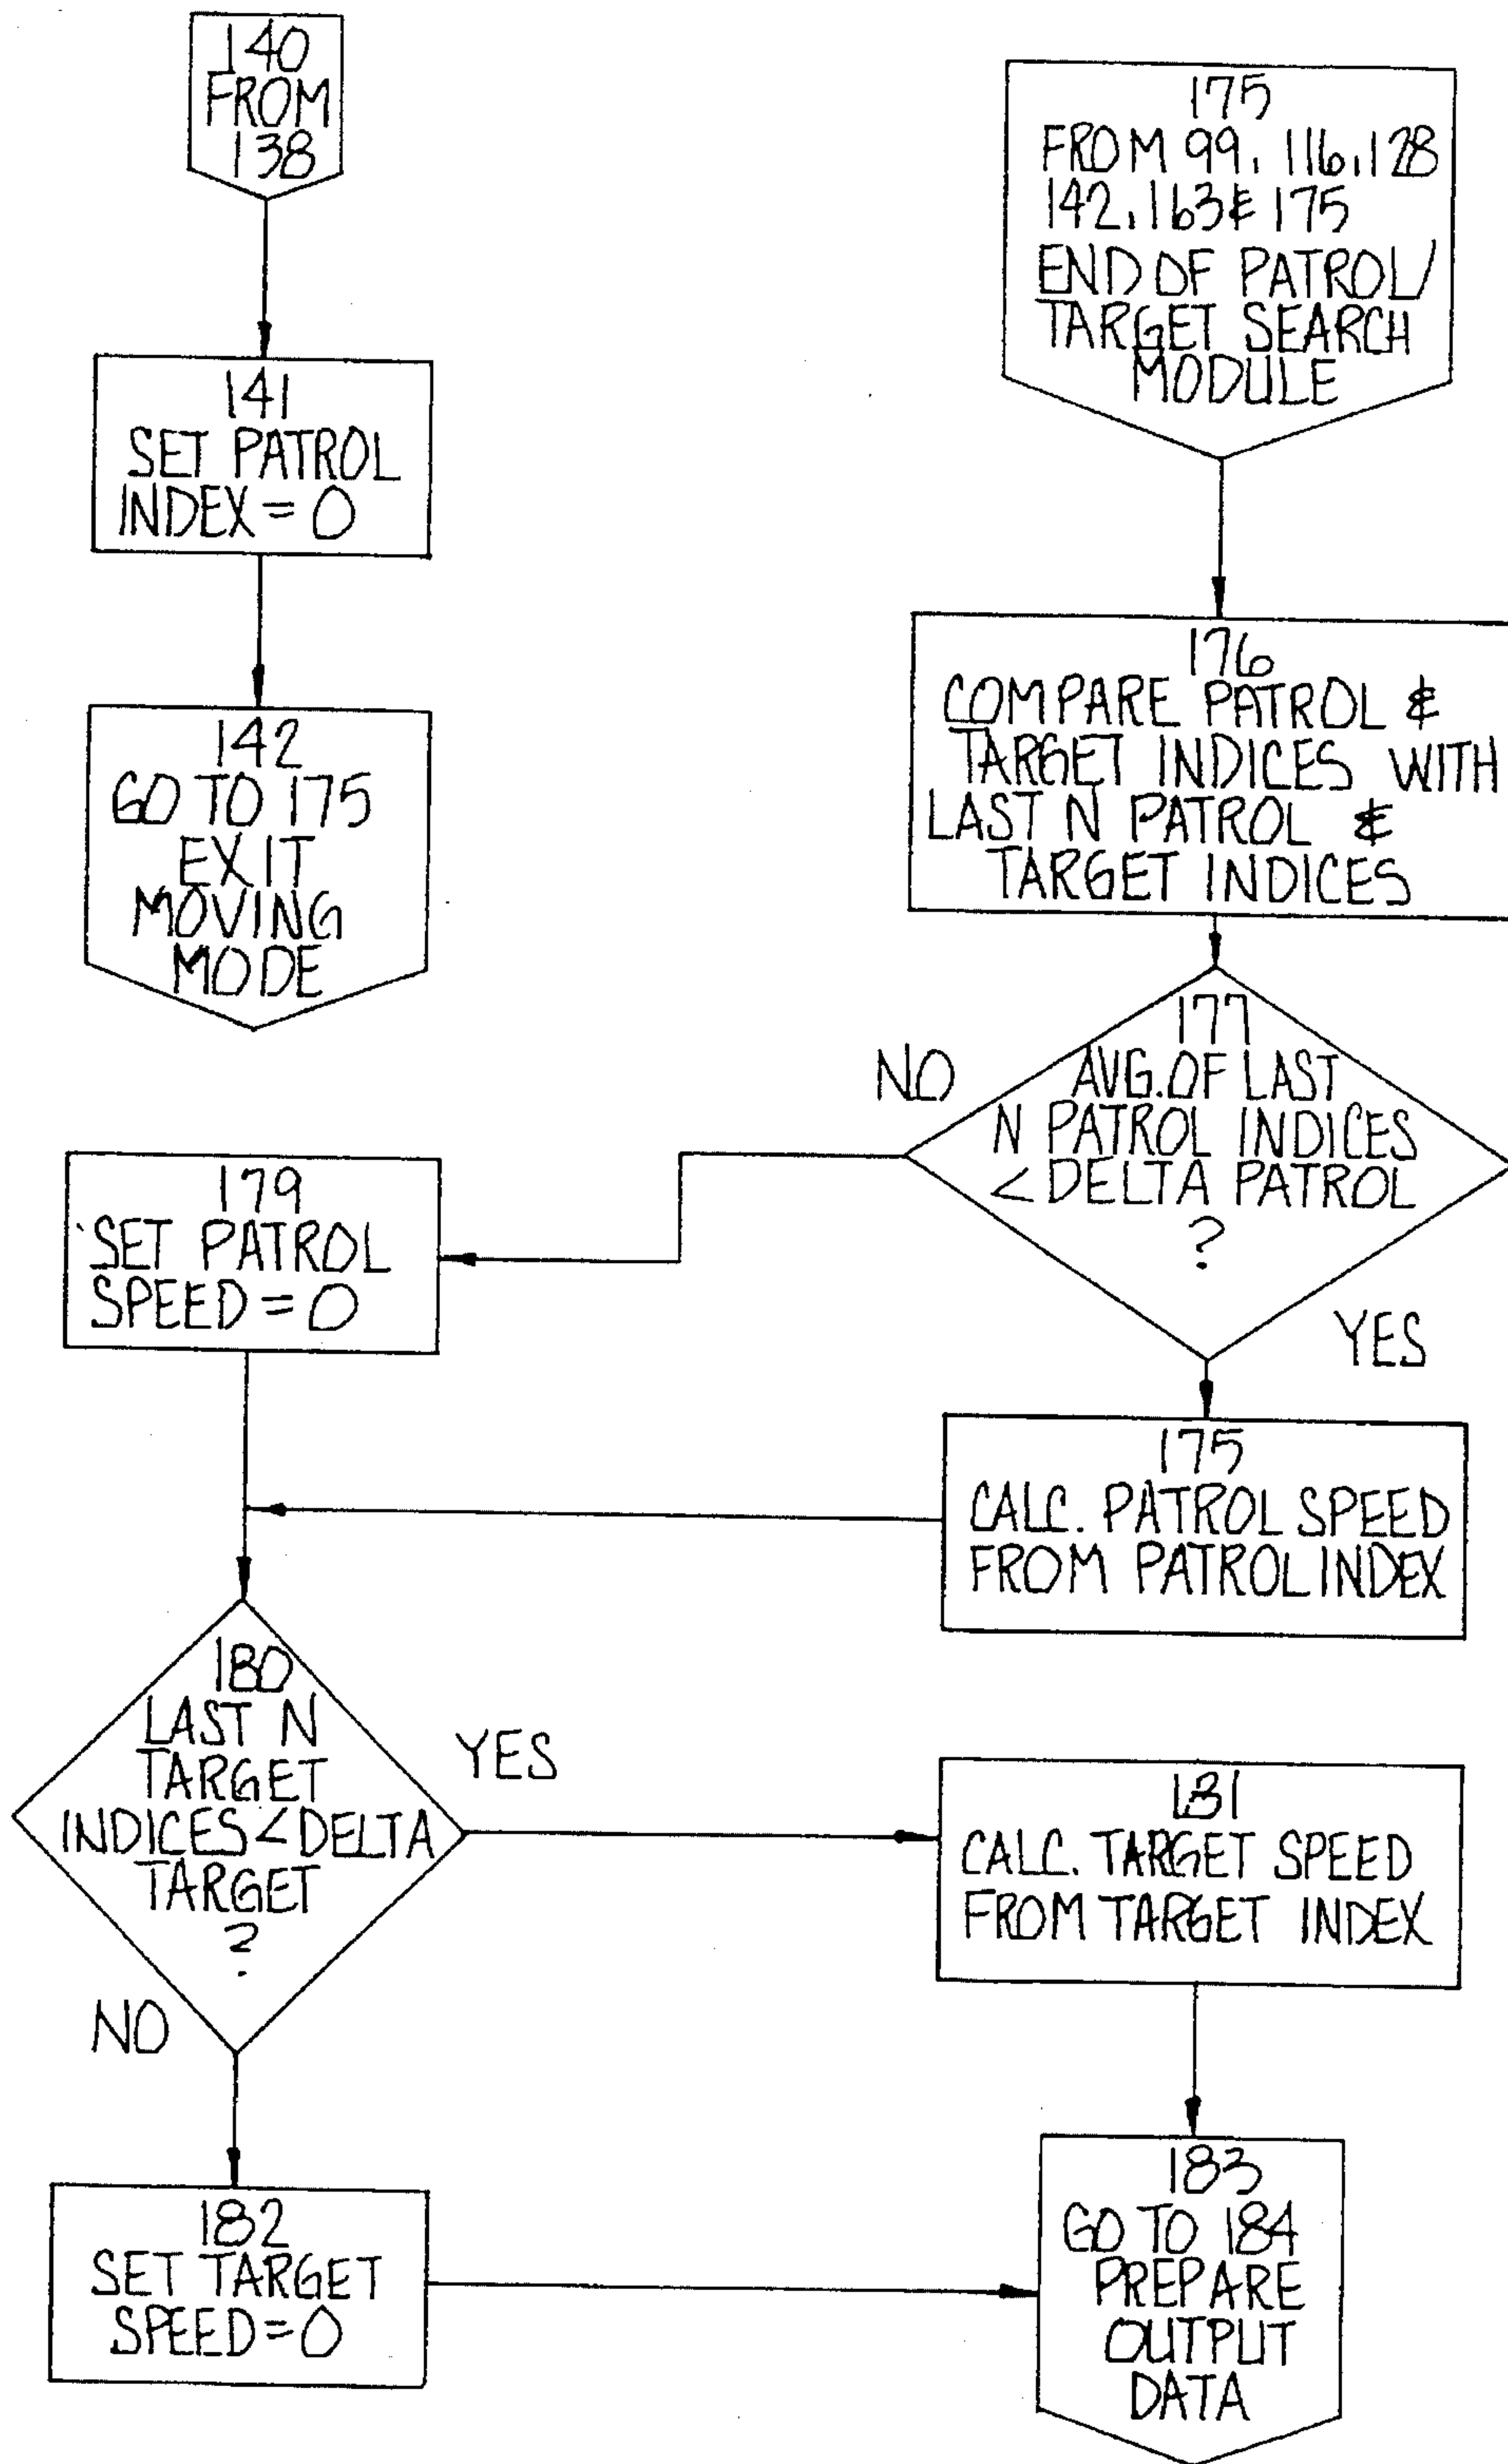 140
FROM
138
141
SET PATROL
INDEX = 0
142
GO TO 175
EXIT
MOVING
MODE
175
FROM 99, 116, 128
142, 163 & 175
END OF PATROL/
TARGET SEARCH
MODULE
176
COMPARE PATROL &
TARGET INDICES WITH
LAST N PATROL &
TARGET INDICES
177
AVG. OF LAST
N PATROL INDICES
< DELTA PATROL
?
NO
YES
179
SET PATROL
SPEED = 0
175
CALC. PATROL SPEED
FROM PATROL INDEX
180
LAST N
TARGET
INDICES < DELTA
TARGET
?
YES
NO
181
CALC. TARGET SPEED
FROM TARGET INDEX
182
SET TARGET
SPEED = 0
183
GO TO 184
PREPARE
OUTPUT
DATA